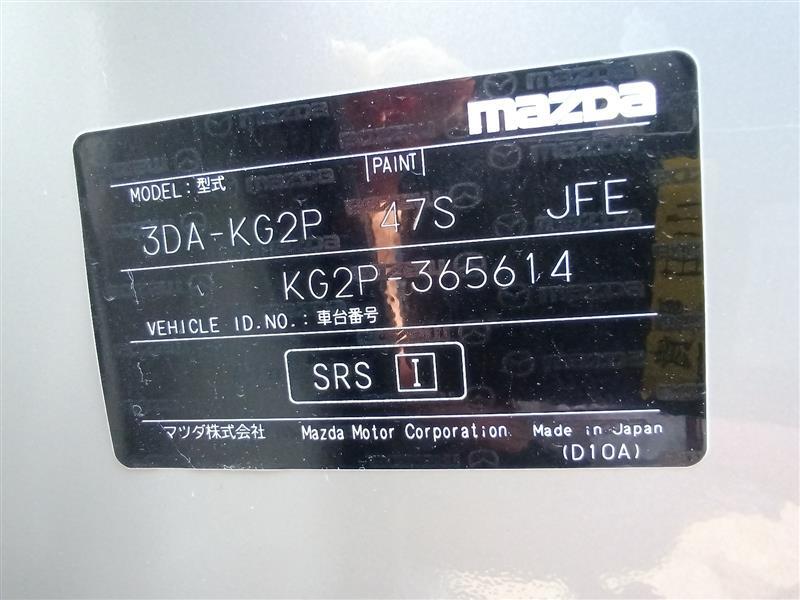 mazda
PAINT
MODEL:型式
3DA-KG2P 47S JFE
KG2P-365614
VEHICLE ID.NO.:車台番号
SRS I
マツダ株式会社 Mazda Motor Corporation Made in Japan
(D10A)